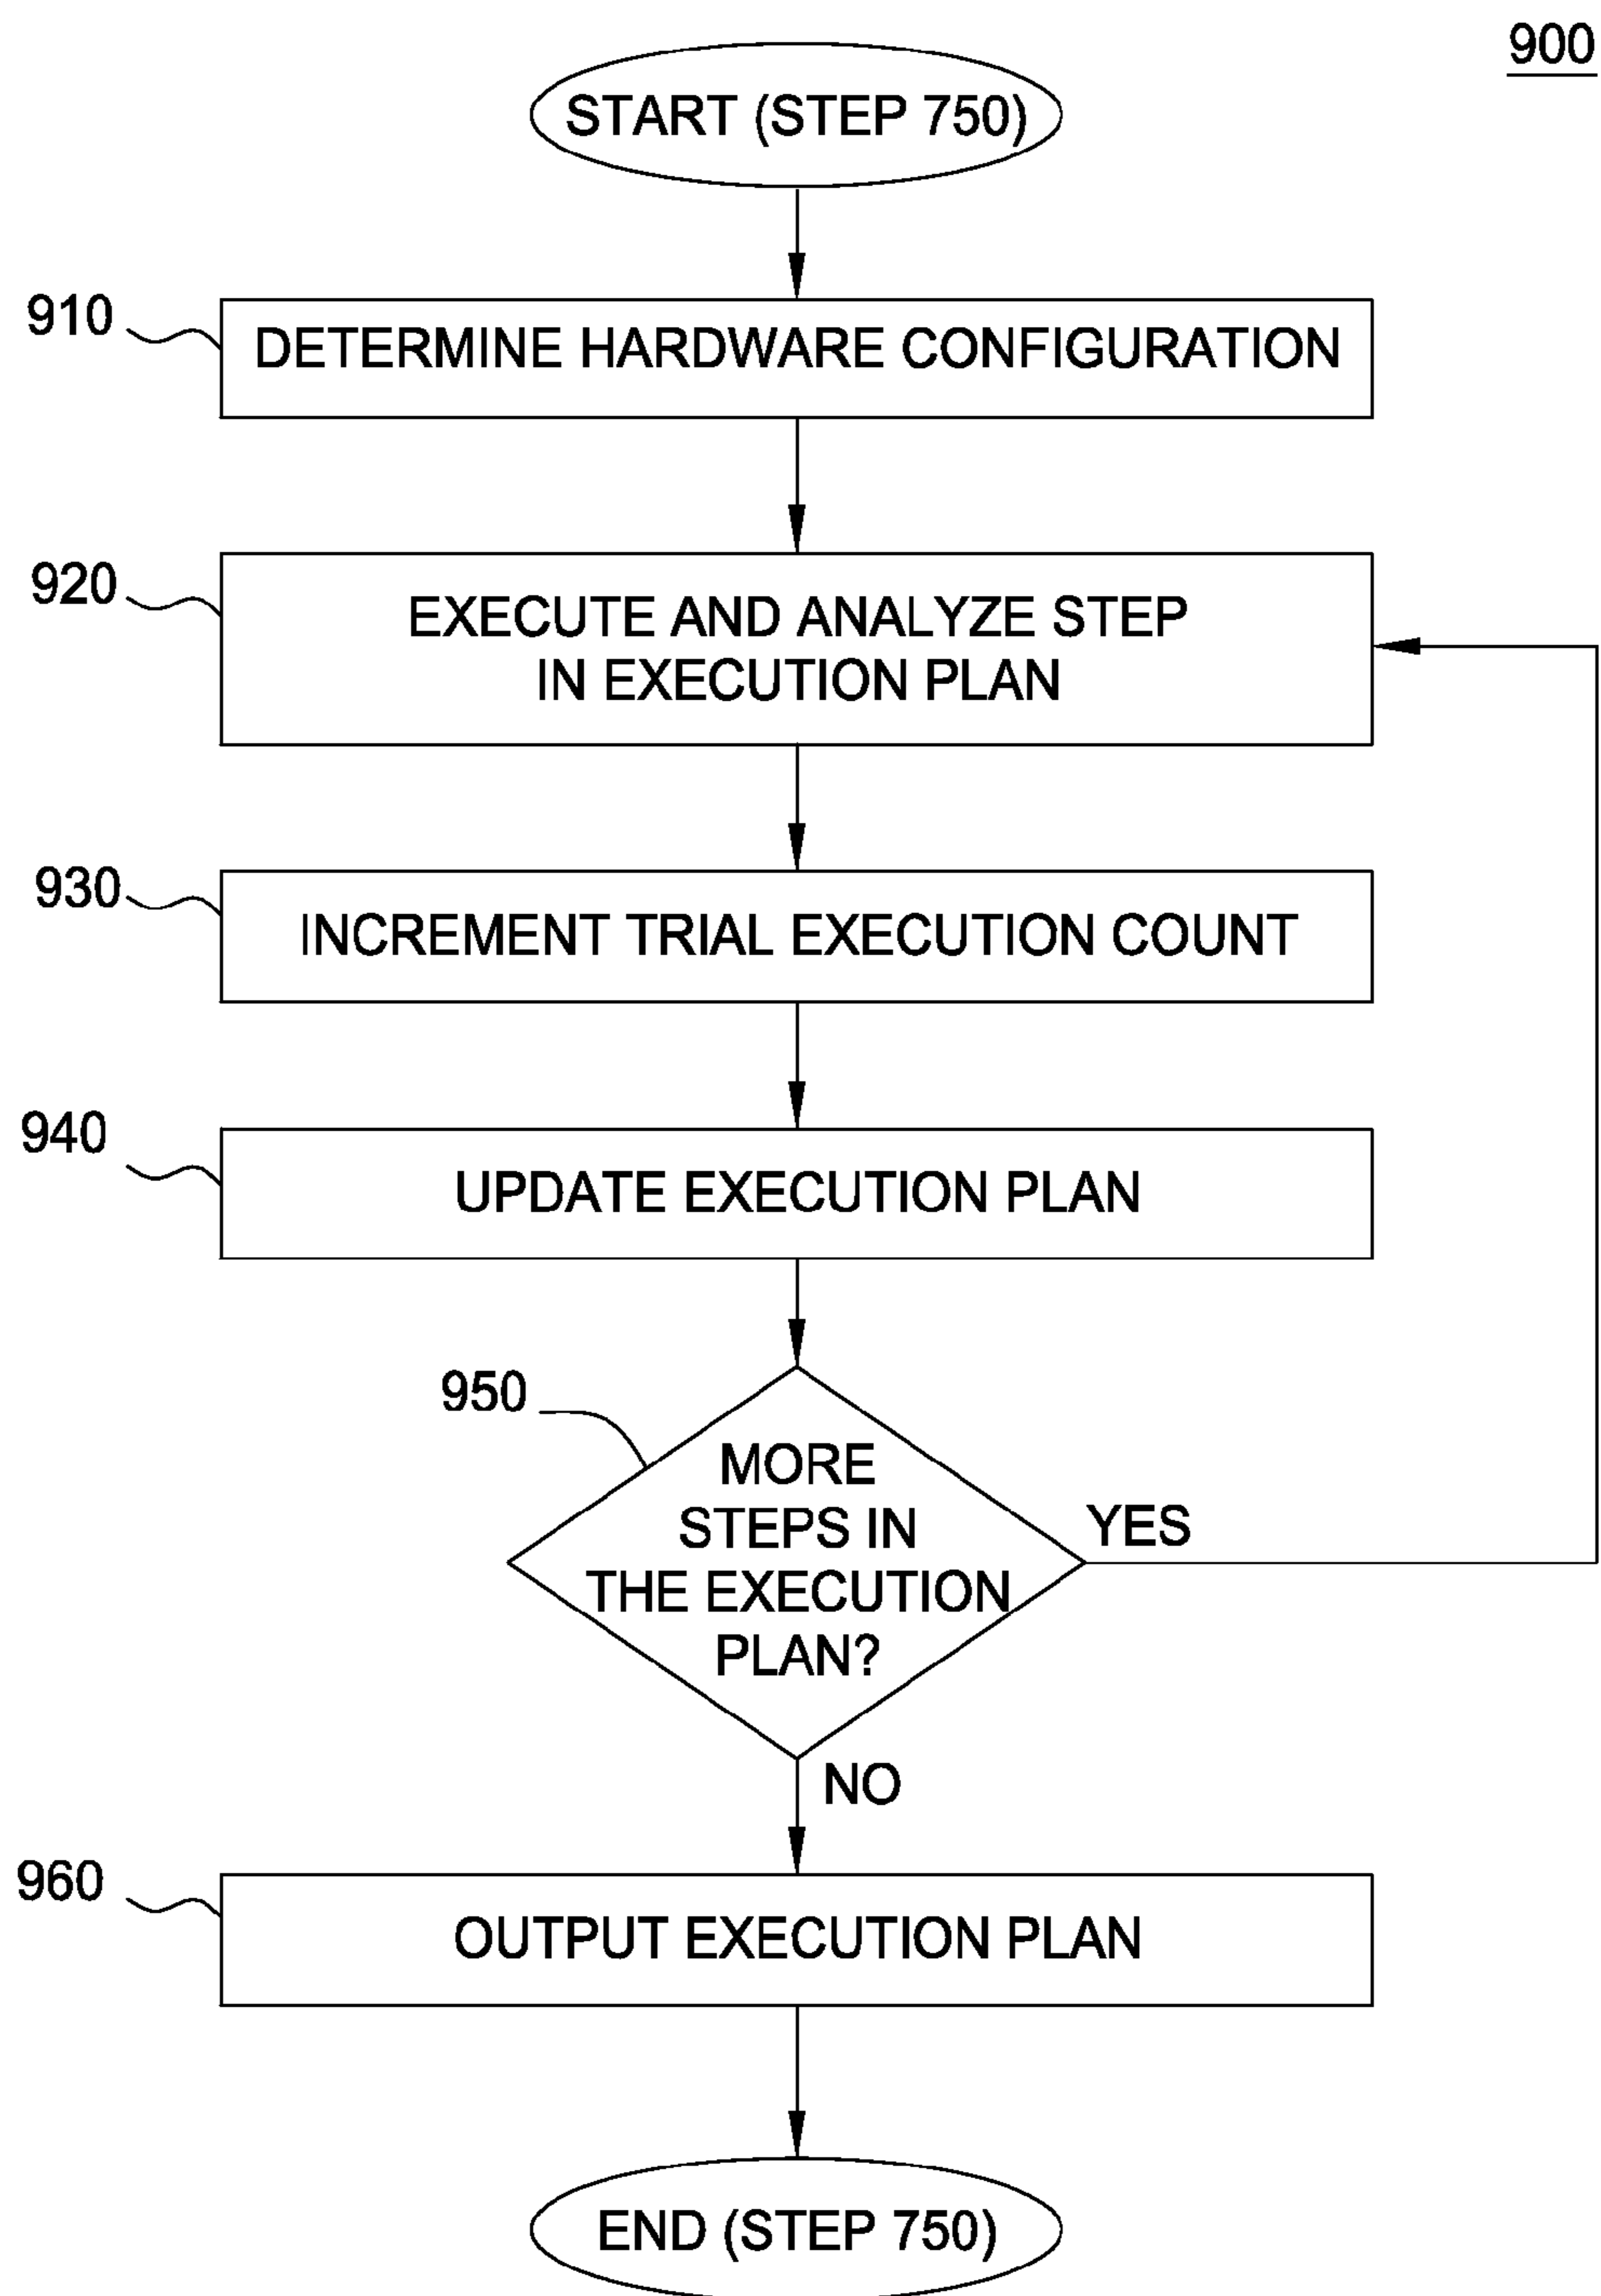 900
START (STEP 750)
910
DETERMINE HARDWARE CONFIGURATION
920
EXECUTE AND ANALYZE STEP
IN EXECUTION PLAN
930
INCREMENT TRIAL EXECUTION COUNT
940
UPDATE EXECUTION PLAN
950
MORE
STEPS IN
THE EXECUTION
PLAN?
YES
NO
960
OUTPUT EXECUTION PLAN
END (STEP 750)